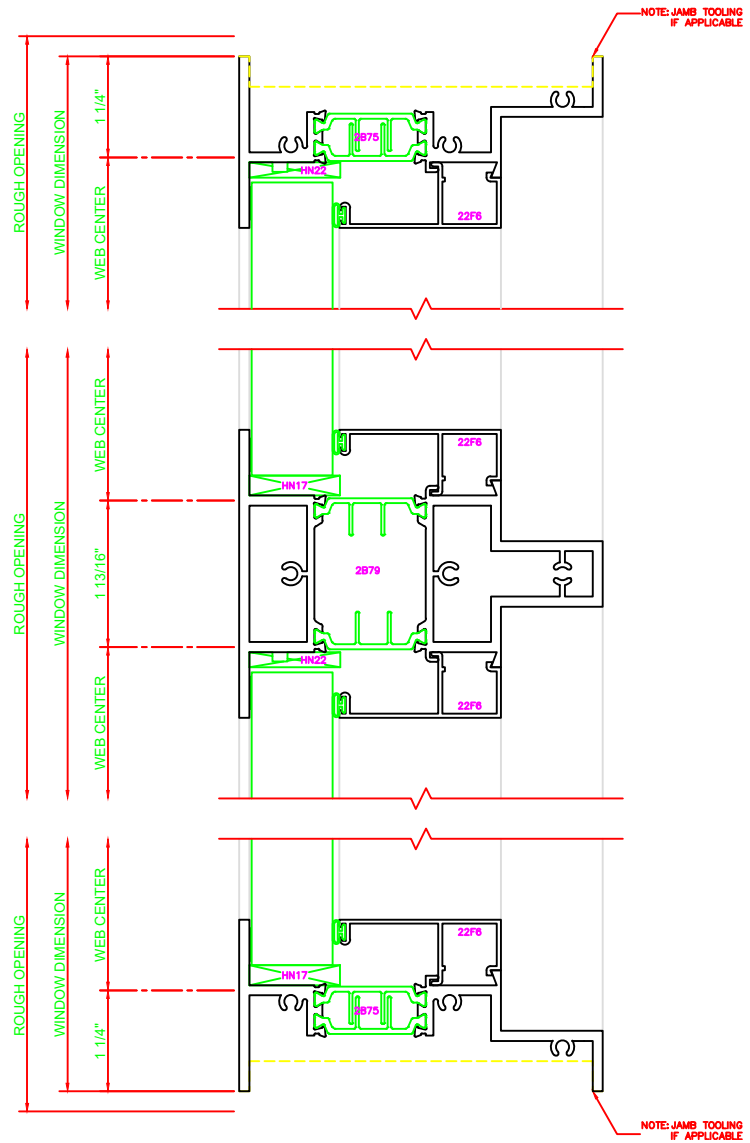 NOTE: JAMB TOOLING
IF APPLICABLE
ROUGH OPENING
WINDOW DIMENSION
1 1/4"
WEB CENTER
2B75
HN22
22F6
ROUGH OPENING
WINDOW DIMENSION
WEB CENTER
1 13/16"
WEB CENTER
22F6
HN17
2B79
HN22
22F6
ROUGH OPENING
WINDOW DIMENSION
WEB CENTER
1 1/4"
22F6
HN17
2B75
NOTE: JAMB TOOLING
IF APPLICABLE